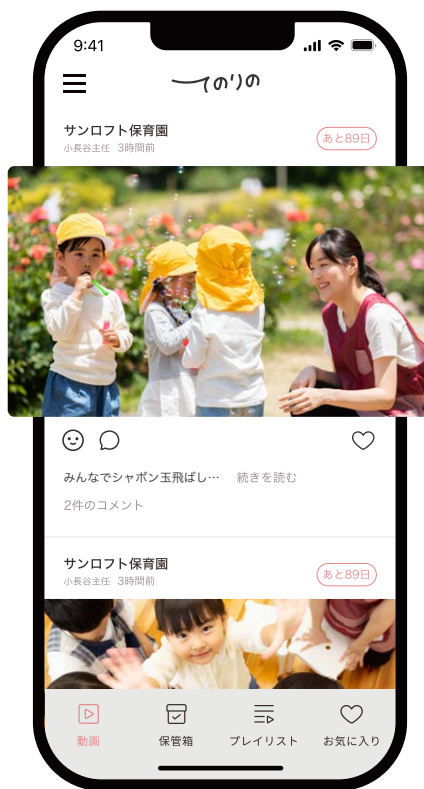 9:41
てのりの
サンロフト保育園
小長谷主任 3時間前
あと89日
みんなでシャボン玉飛ばし… 続きを読む
2件のコメント
サンロフト保育園
小長谷主任 3時間前
あと89日
動画
保管箱
プレイリスト
お気に入り